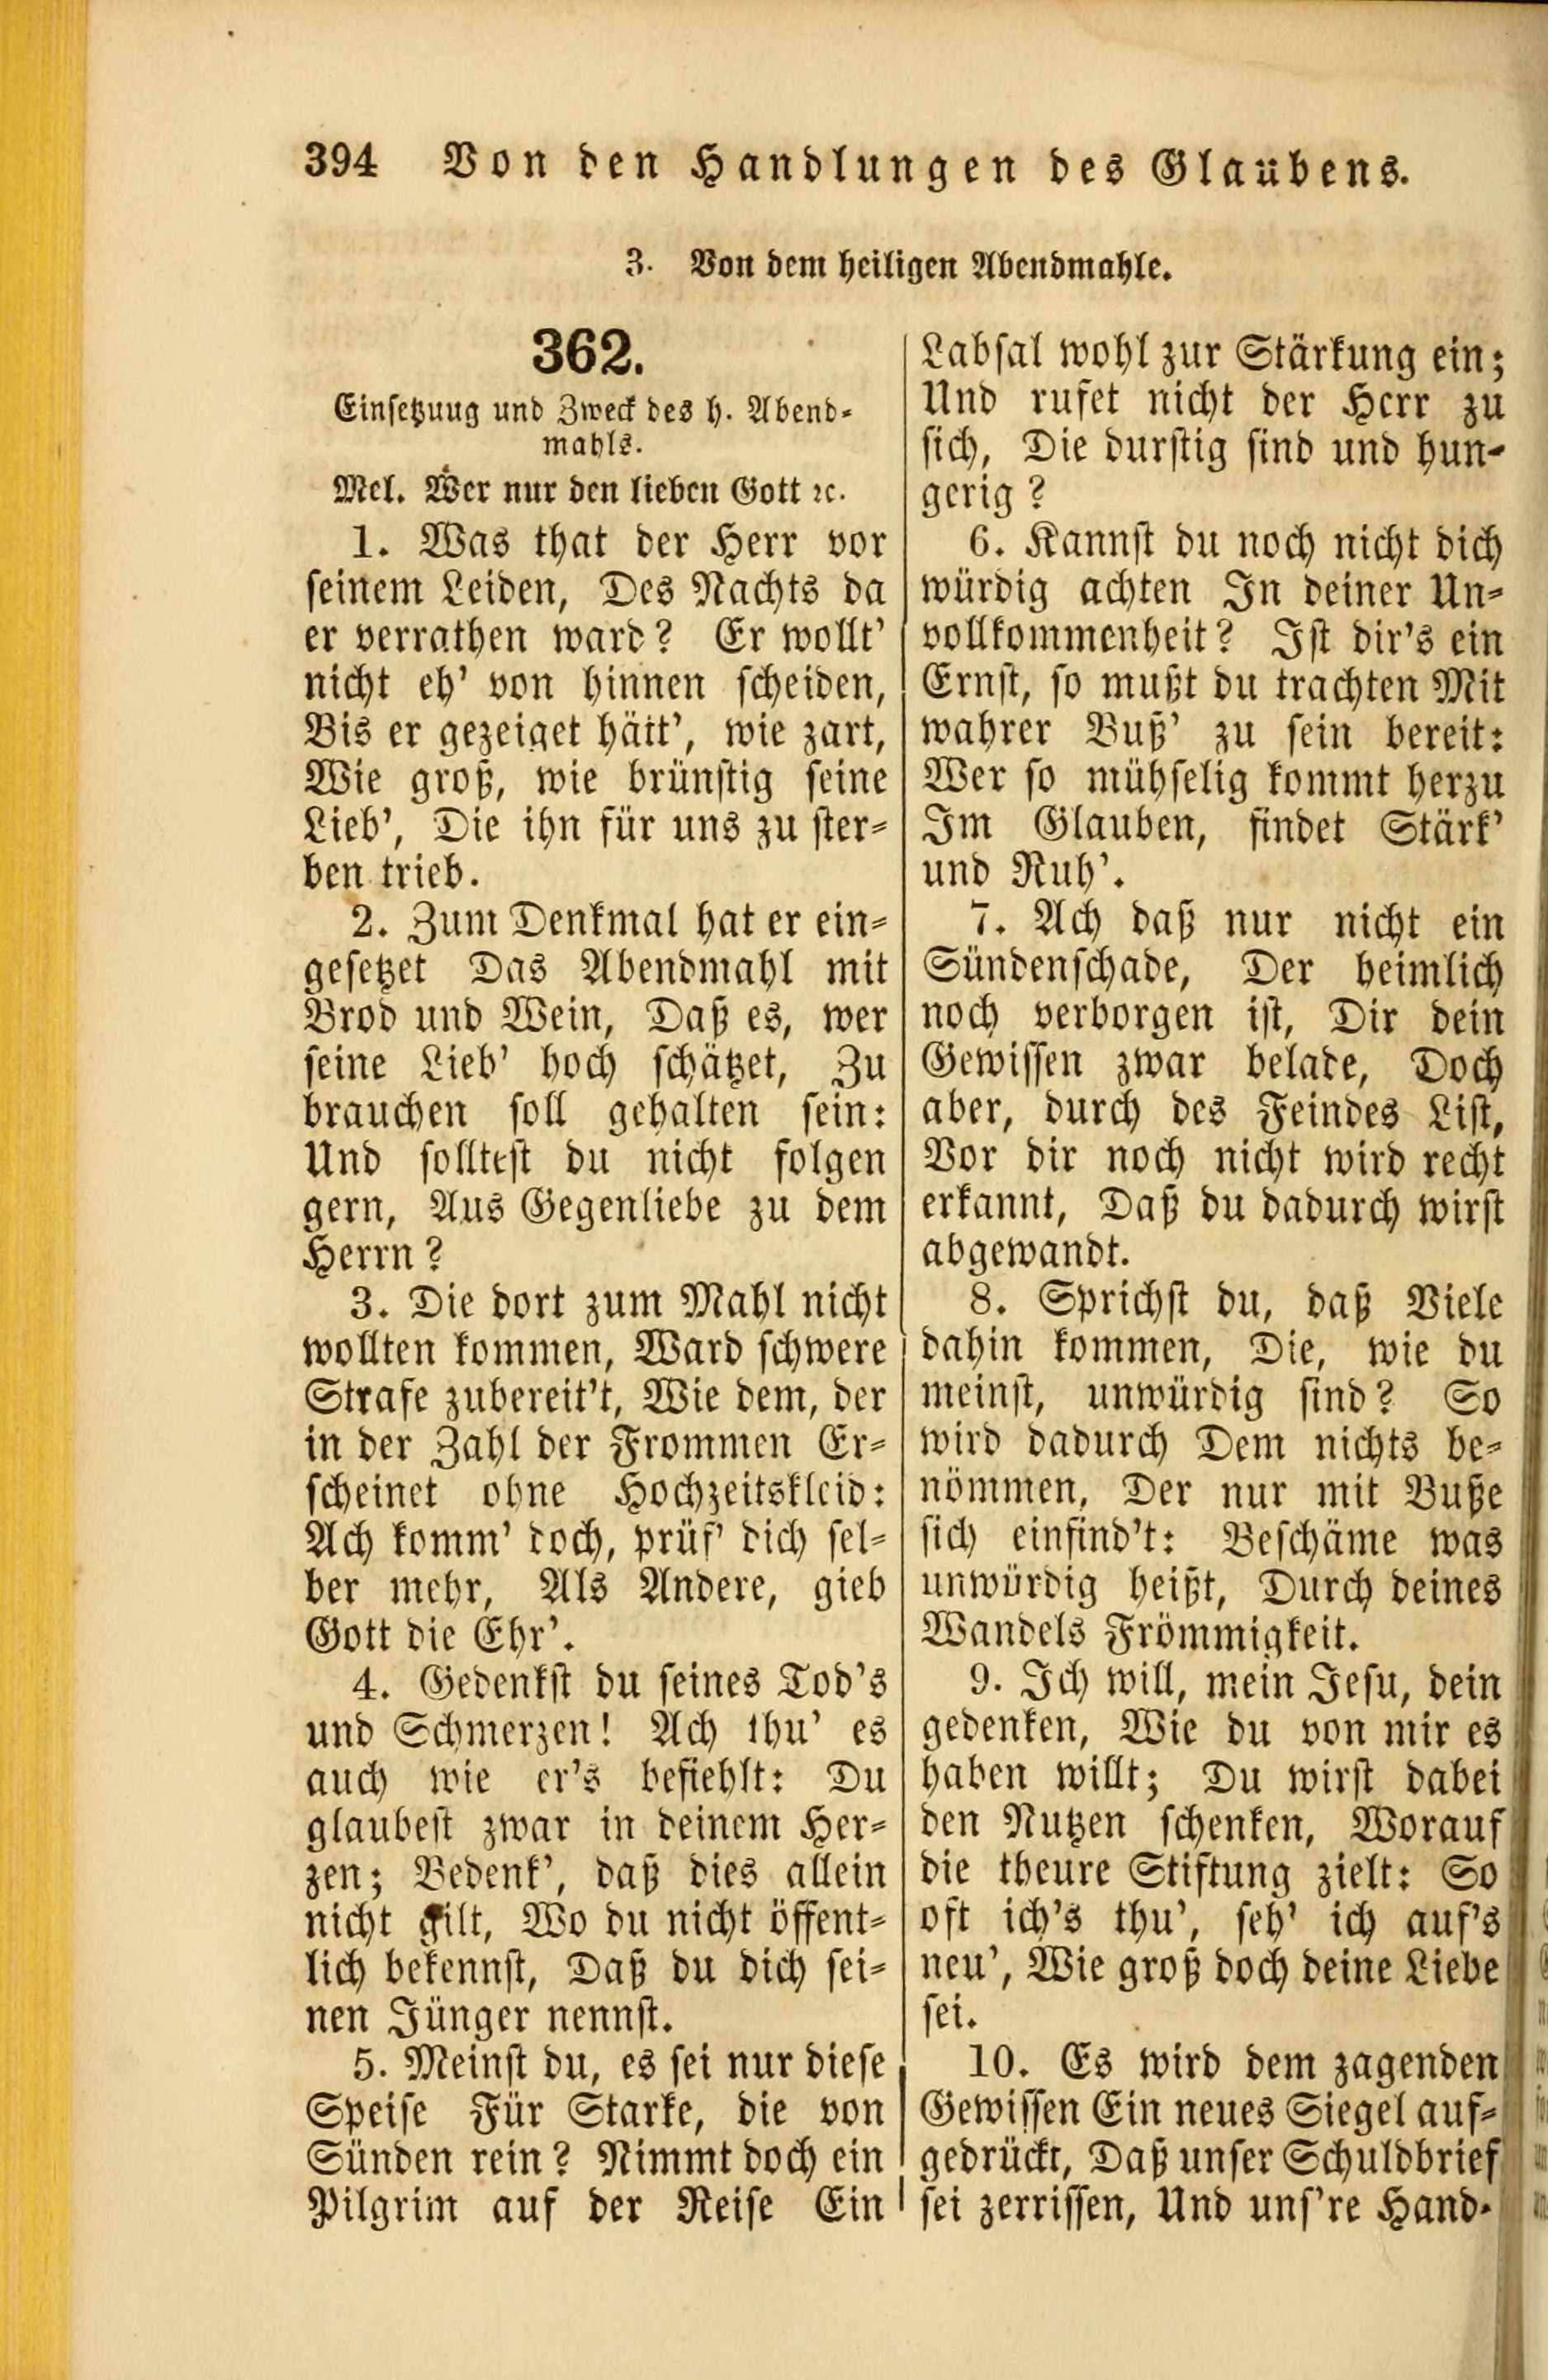 394 Von den Handlungen des Glaubens.
3. Von dem heiligen Abendmahle.
362.
Einsetzuug und Zweck des h. Abend-
mahls.
Mel. Wer nur den lieben Gott ꝛc.
1. Was that der Herr vor
seinem Leiden, Des Nachts da
er verrathen ward? Er wollt'
nicht eh' von hinnen scheiden,
Bis er gezeiget hätt', wie zart,
Wie groß, wie brünstig seine
Lieb', Die ihn für uns zu ster-
ben trieb.
2. Zum Denkmal hat er ein-
gesetzet Das Abendmahl mit
Brod und Wein, Daß es, wer
seine Lieb' hoch schätzet, Zu
brauchen soll gehalten sein:
Und solltest du nicht folgen
gern, Aus Gegenliebe zu dem
Herrn?
3. Die dort zum Mahl nicht
wollten kommen, Ward schwere
Strafe zubereit't, Wie dem, der
in der Zahl der Frommen Er-
scheinet ohne Hochzeitskleid:
Ach komm' doch, prüf' dich sel-
ber mehr, Als Andere, gieb
Gott die Ehr'.
4. Gedenkst du seines Tod's
und Schmerzen! Ach thu' es
auch wie er's befiehlt: Du
glaubest zwar in deinem Her-
zen; Bedenk', daß dies allein
nicht gilt, Wo du nicht öffent-
lich bekennst, Daß du dich sei-
nen Jünger nennst.
5. Meinst du, es sei nur diese
Speise Für Starke, die von
Sünden rein? Nimmt doch ein
Pilgrim auf der Reise Ein
Labsal wohl zur Stärkung ein;
Und rufet nicht der Herr zu
sich, Die durstig sind und hun-
gerig?
6. Kannst du noch nicht dich
würdig achten In deiner Un-
vollkommenheit? Ist dir's ein
Ernst, so mußt du trachten Mit
wahrer Buß' zu sein bereit:
Wer so mühselig kommt herzu
Im Glauben, findet Stärk'
und Ruh'.
7. Ach daß nur nicht ein
Sündenschade, Der heimlich
noch verborgen ist, Dir dein
Gewissen zwar belade, Doch
aber, durch des Feindes List,
Vor dir noch nicht wird recht
erkannt, Daß du dadurch wirst
abgewandt.
8. Sprichst du, daß Viele
dahin kommen, Die, wie du
meinst, unwürdig sind? So
wird dadurch Dem nichts be-
nommen, Der nur mit Buße
sich einfind't: Beschäme was
unwürdig heißt, Durch deines
Wandels Frömmigkeit.
9. Ich will, mein Jesu, dein
gedenken, Wie du von mir es
haben willt; Du wirst dabei
den Nutzen schenken, Worauf
die theure Stiftung zielt: So
oft ich's thu', seh' ich auf's
neu', Wie groß doch deine Liebe
sei.
10. Es wird dem zagenden
Gewissen Ein neues Siegel auf-
gedrückt, Daß unser Schuldbrief
sei zerrissen, Und uns're Hand-